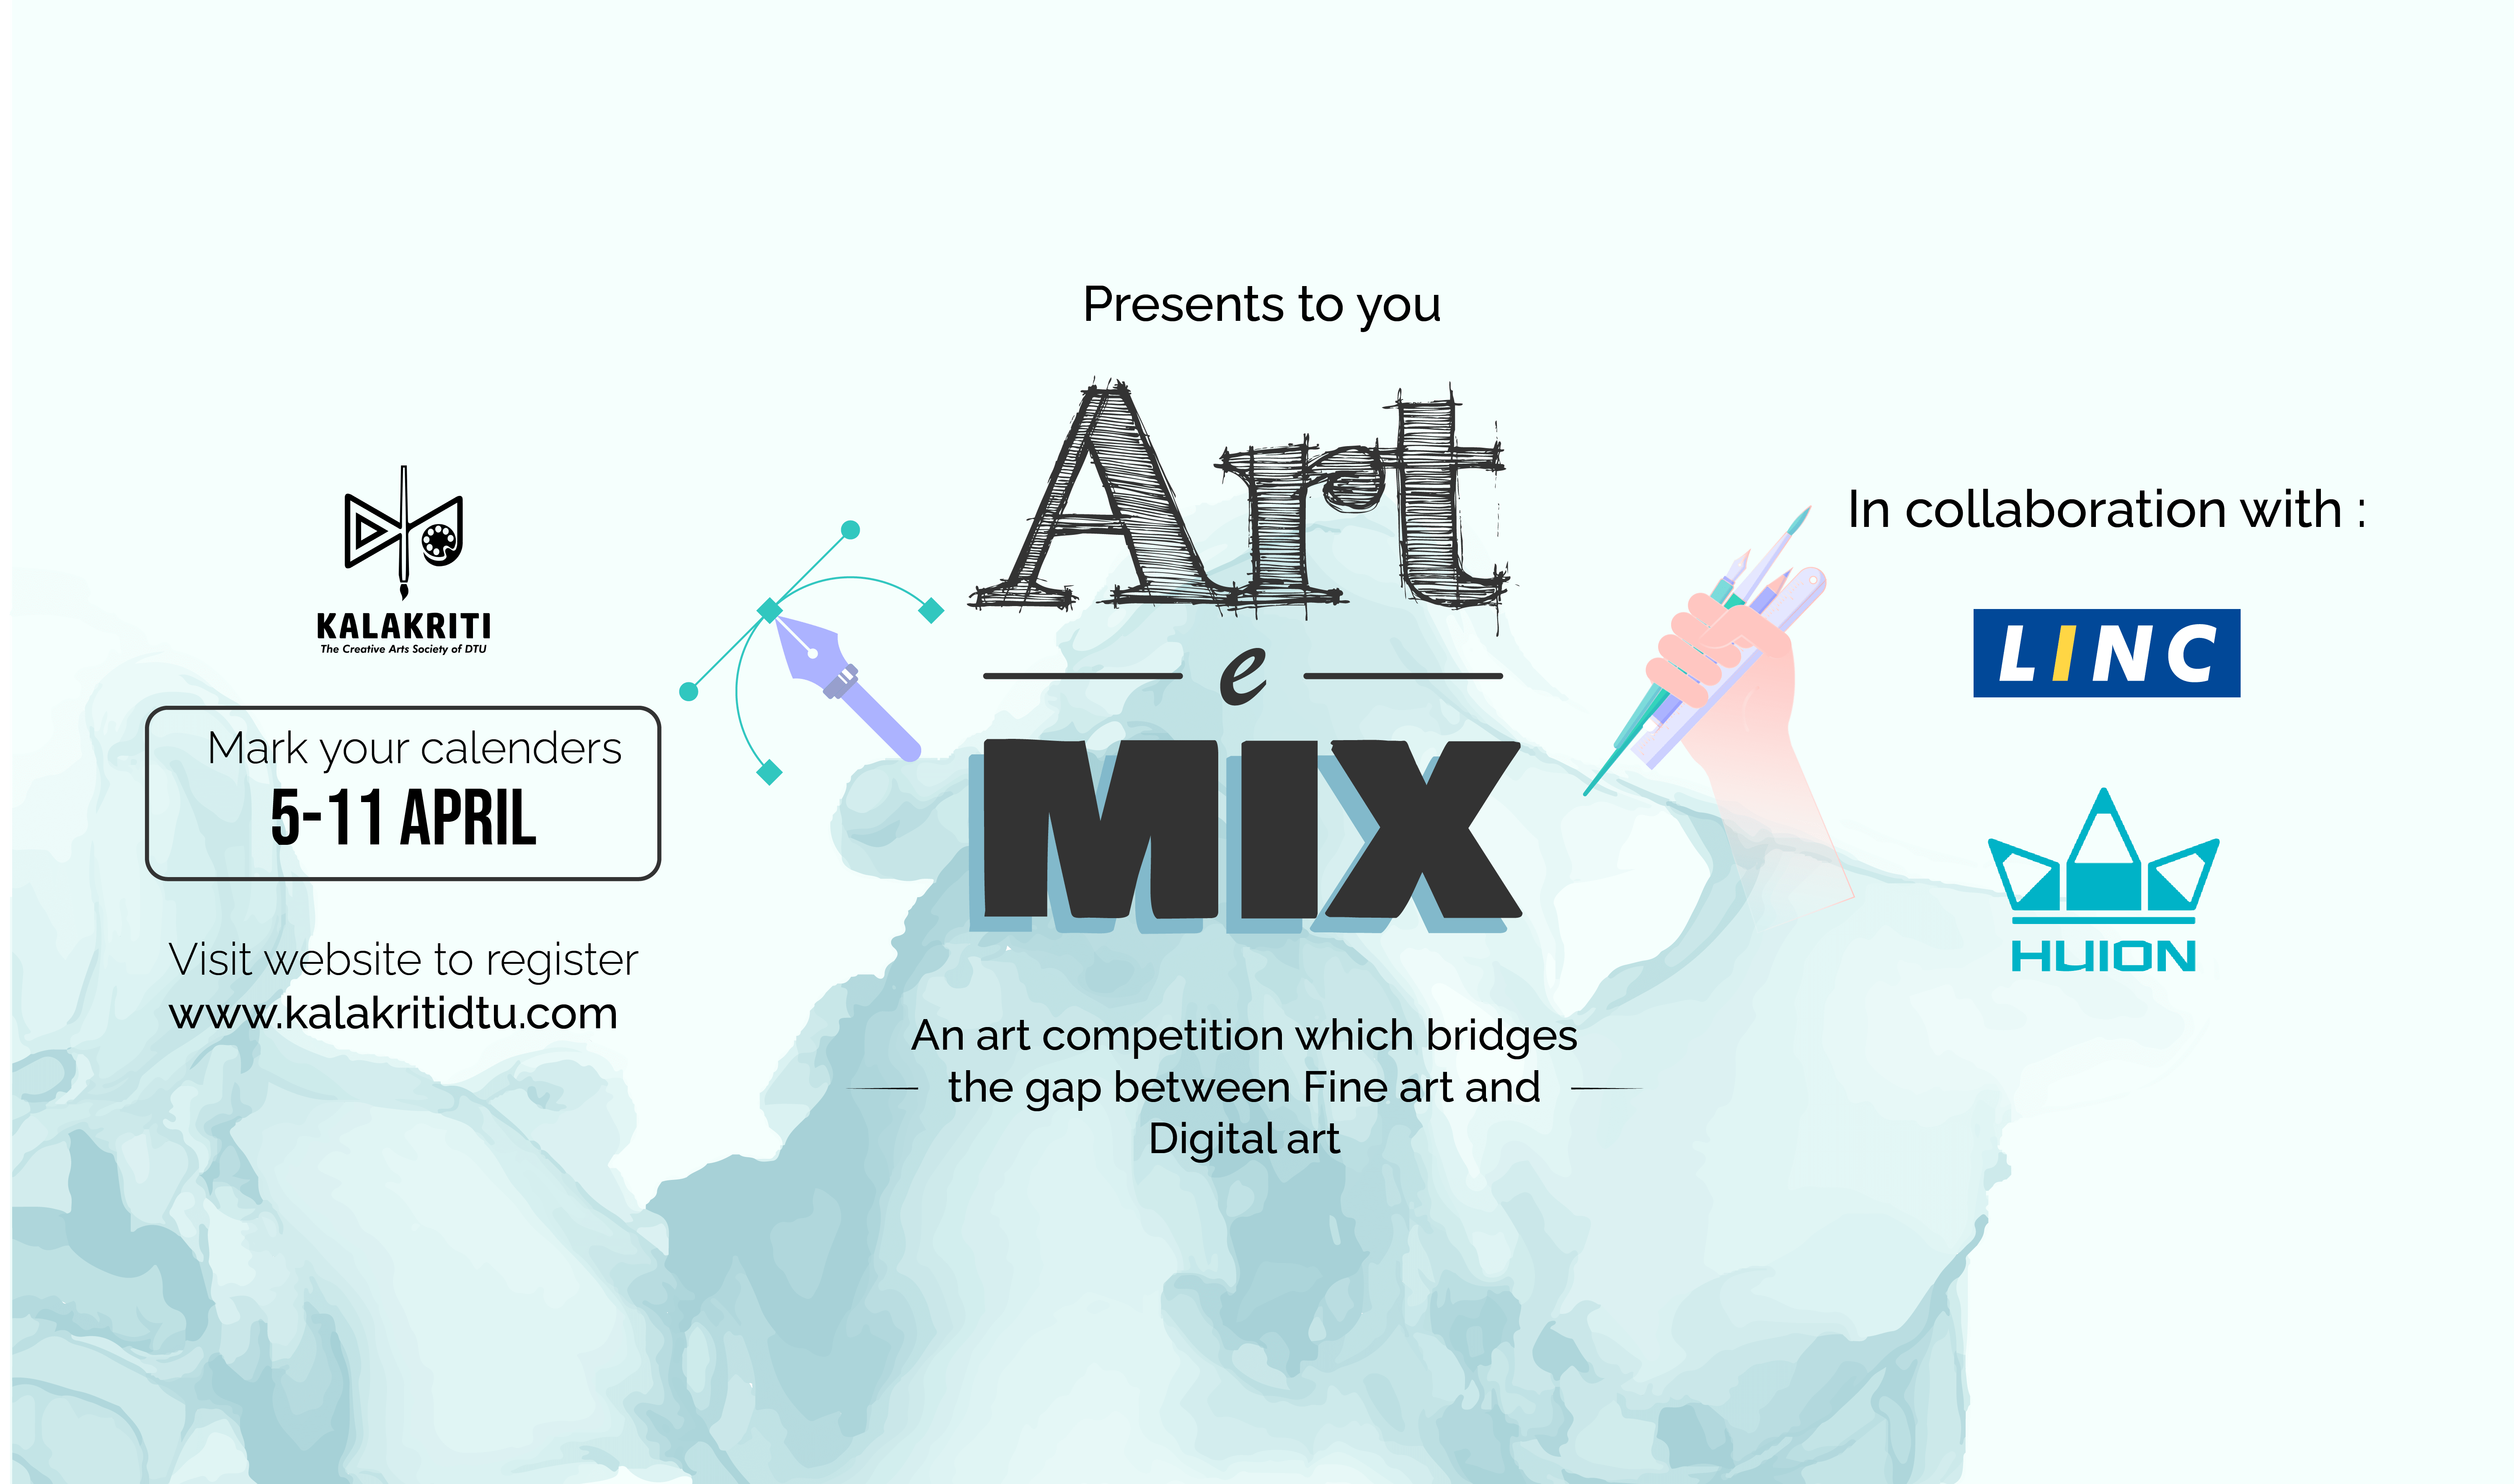 KALAKRITI
The Creative Arts Society of DTU
Mark your calenders
5-11 APRIL
Visit website to register
www.kalakritidtu.com
Presents to you
Art
e
MIX
An art competition which bridges
the gap between Fine art and
Digital art
In collaboration with :
LINC
HUION